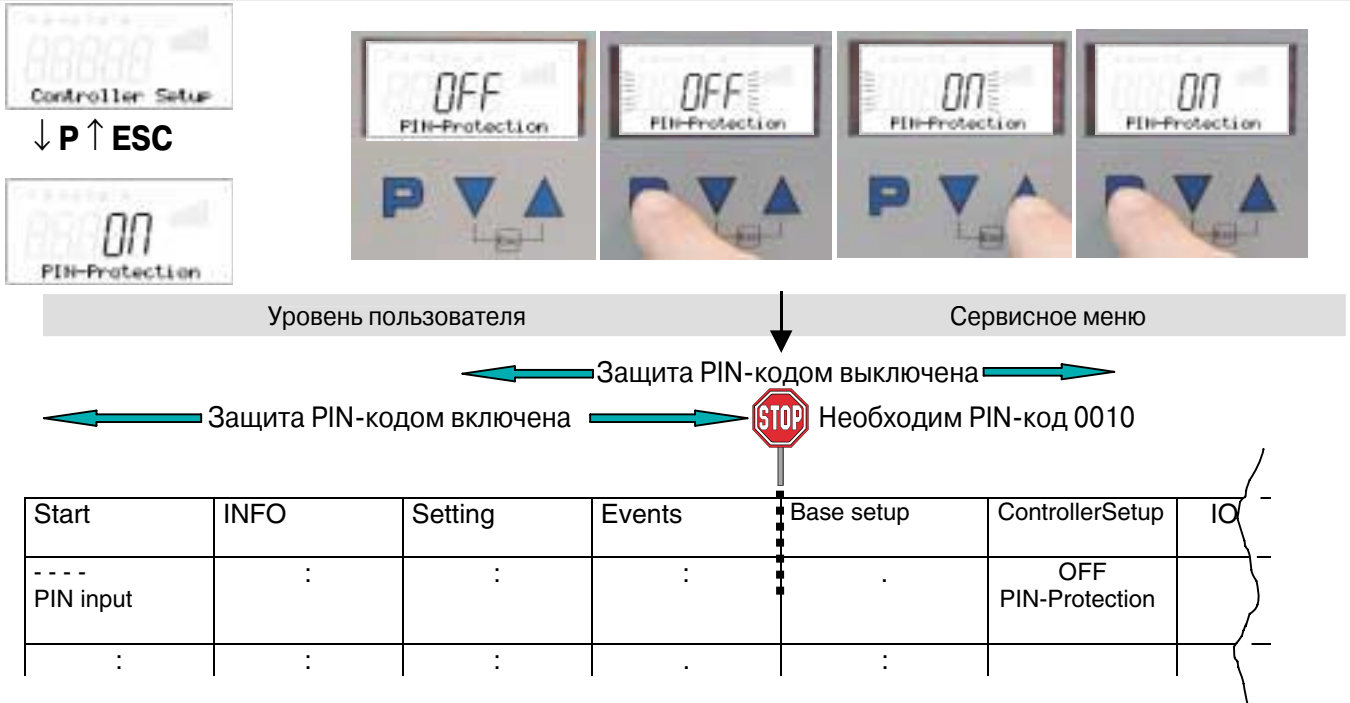 Controller Setup
↓ P ↑ ESC
ON
PIN-Protection
OFF
PIN-Protection
P
OFF
PIN-Protection
ON
PIN-Protection
P
ON
PIN-Protection
Уровень пользователя
Сервисное меню
Защита PIN-кодом выключена
Защита PIN-кодом включена
STOP
Необходим PIN-код 0010
Start INFO Setting Events Base setup ControllerSetup IO
- - - - : : : . OFF
PIN input PIN-Protection
: : : . :